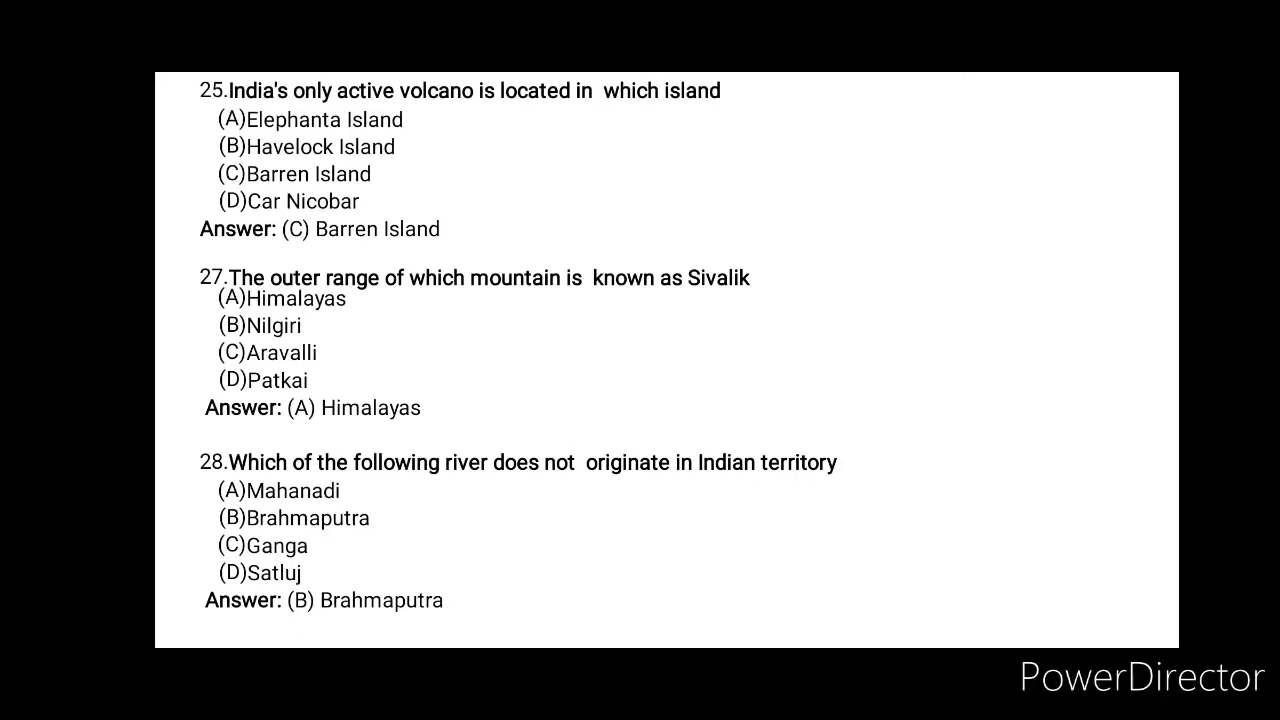 25.India's only active volcano is located in which island
(A)Elephanta Island
(B)Havelock Island
(C)Barren Island
(D)Car Nicobar
Answer: (C) Barren Island
27.The outer range of which mountain is known as Sivalik
(A)Himalayas
(B)Nilgiri
(C)Aravalli
(D)Patkai
Answer: (A) Himalayas
28.Which of the following river does not originate in Indian territory
(A)Mahanadi
(B)Brahmaputra
(C)Ganga
(D)Satluj
Answer: (B) Brahmaputra
PowerDirector